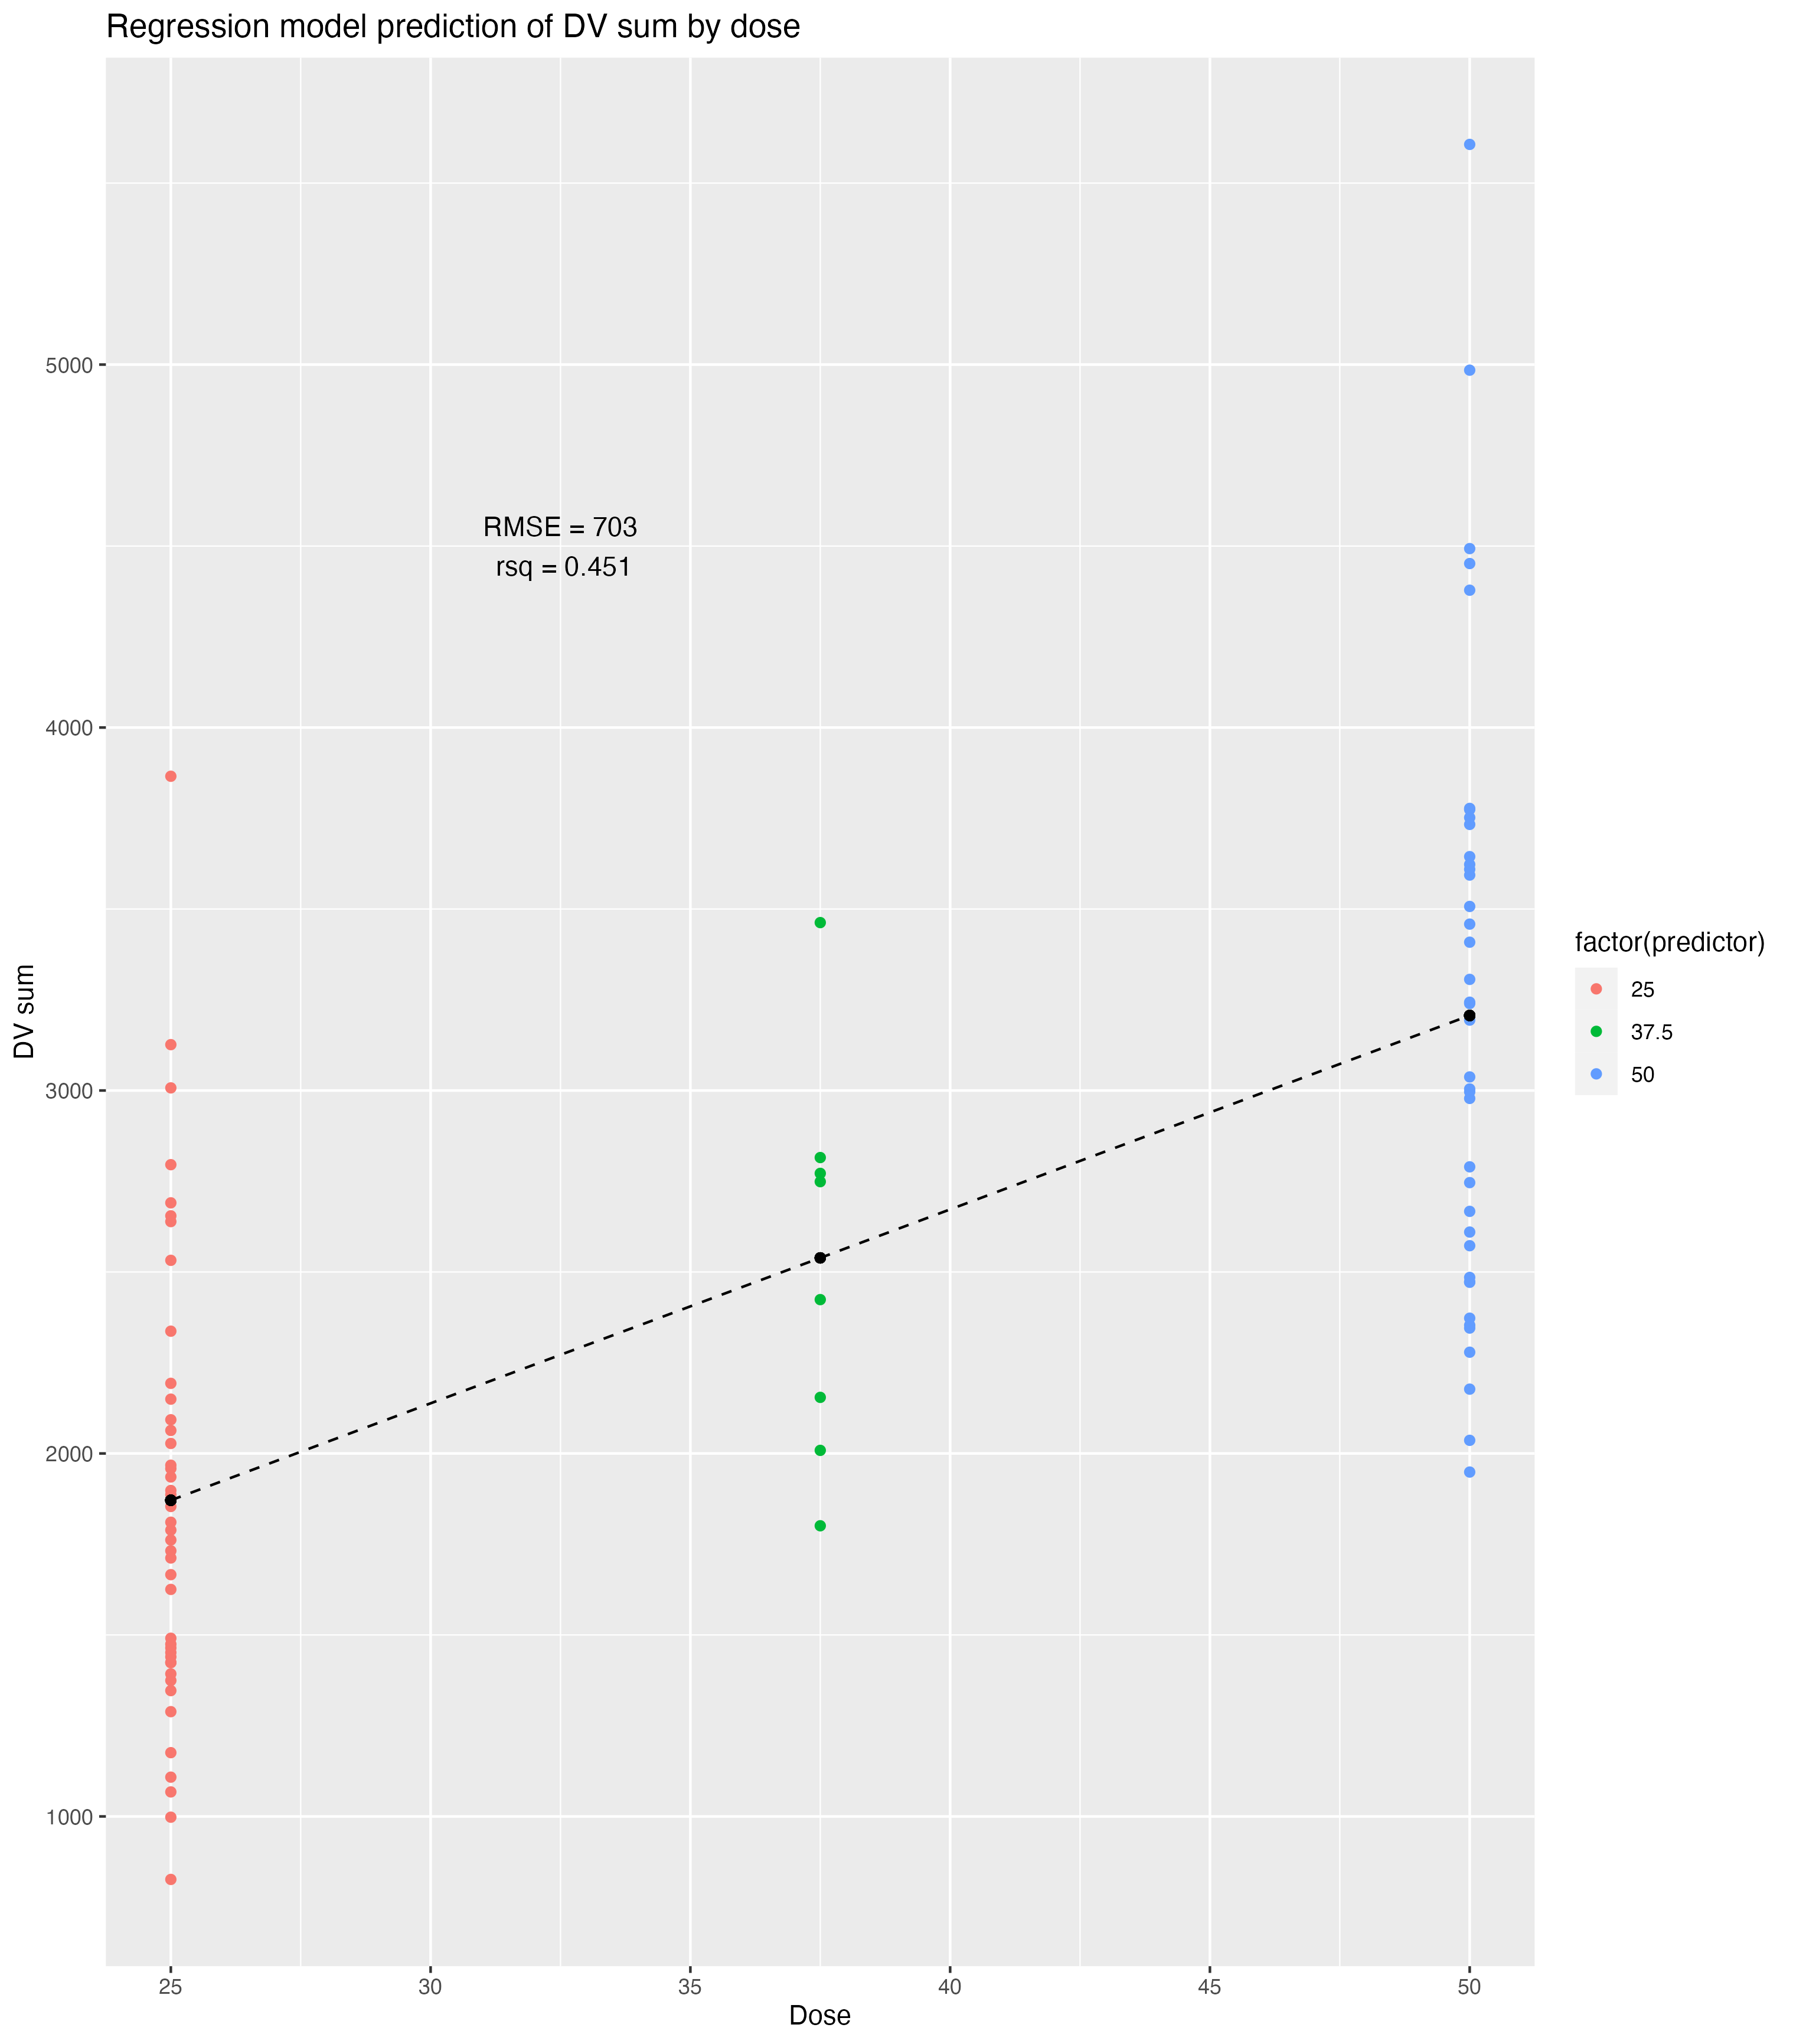 Regression model prediction of DV sum by dose
5000
4000
3000
2000
1000
DV sum
RMSE = 703
rsq = 0.451
25
30
35
40
45
50
Dose
factor(predictor)
25
37.5
50